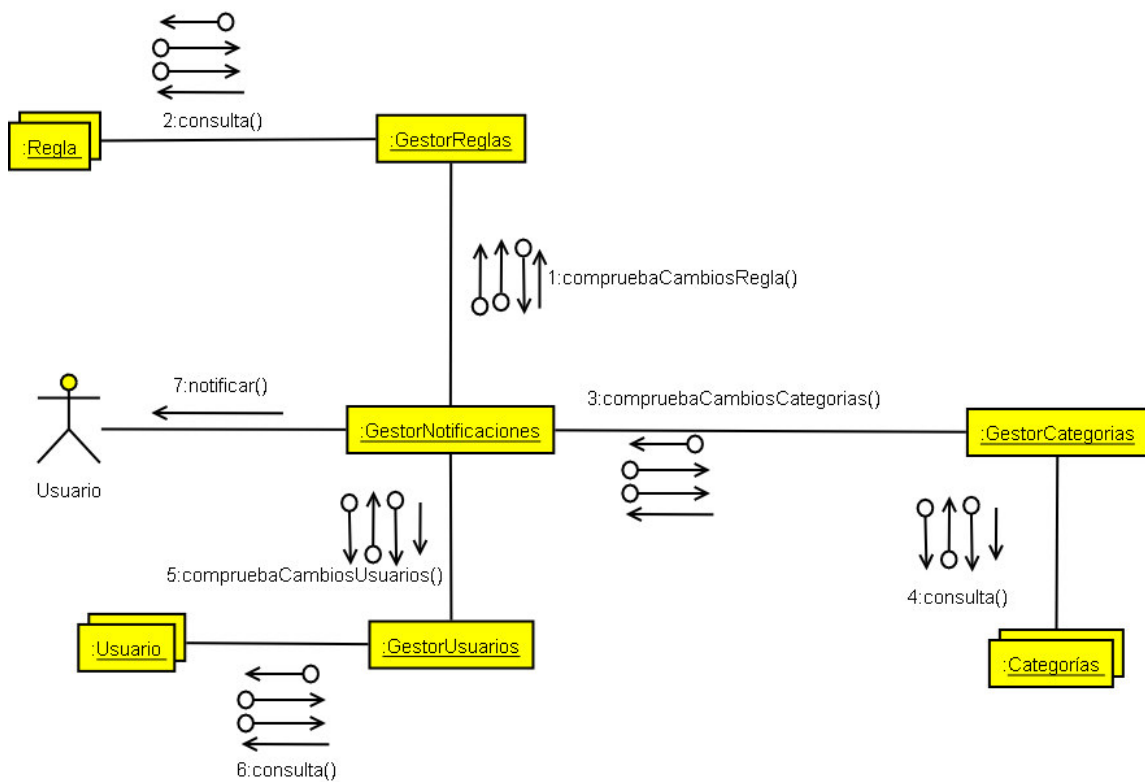 2:consulta()
:Regla
:GestorReglas
1:compruebaCambiosRegla()
7:notificar()
3:compruebaCambiosCategorias()
:GestorNotificaciones
:GestorCategorias
Usuario
5:compruebaCambiosUsuarios()
4:consulta()
:Usuario
:GestorUsuarios
:Categorías
6:consulta()